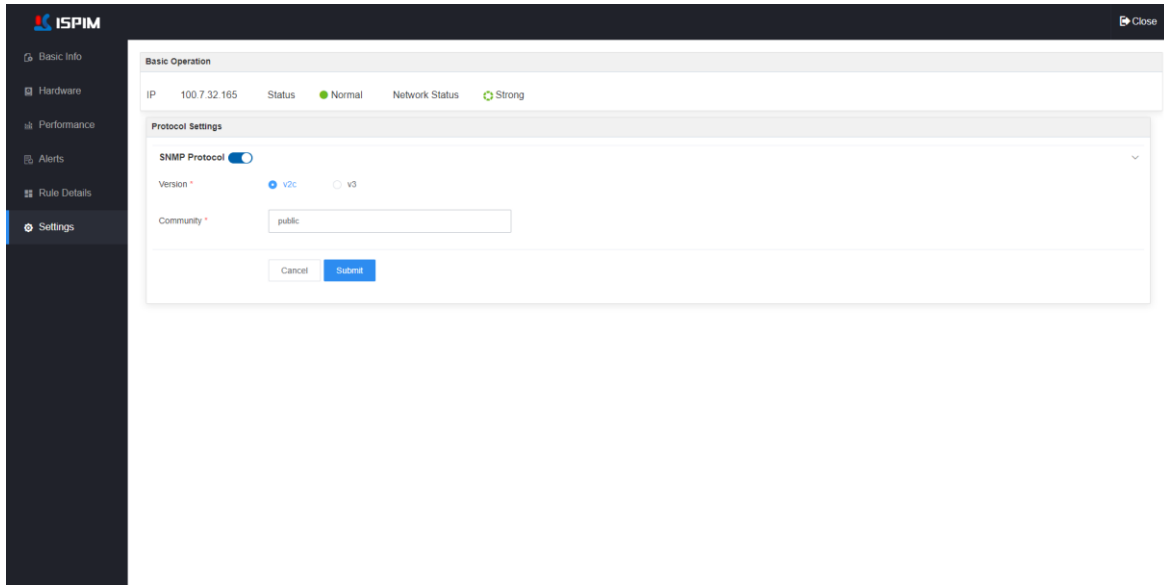 ISPIM
Close
Basic Info
Hardware
Performance
Alerts
Rule Details
Settings
Basic Operation
IP 100.7.32.165 Status Normal Network Status Strong
Protocol Settings
SNMP Protocol
Version * v2c v3
Community * public
Cancel Submit